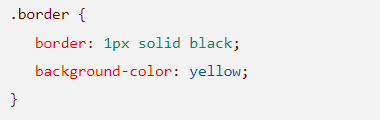 .border {
border: 1px solid black;
background-color: yellow;
}